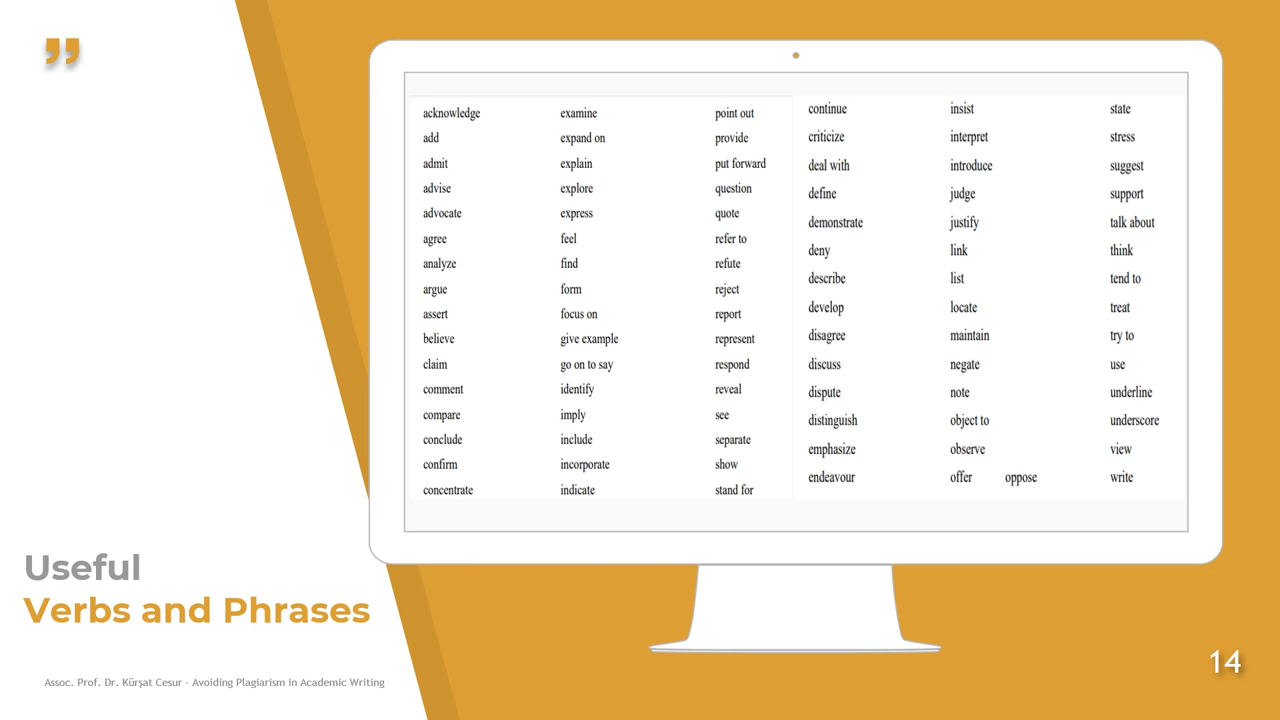 ”
acknowledge examine point out
add expand on provide
admit explain put forward
advise explore question
advocate express quote
agree feel refer to
analyze find refute
argue form reject
assert focus on report
believe give example represent
claim go on to say respond
comment identify reveal
compare imply see
conclude include separate
confirm incorporate show
concentrate indicate stand for
continue insist state
criticize interpret stress
deal with introduce suggest
define judge support
demonstrate justify talk about
deny link think
describe list tend to
develop locate treat
disagree maintain try to
discuss negate use
dispute note underline
distinguish object to underscore
emphasize observe view
endeavour offer oppose write
Useful
Verbs and Phrases
14
Assoc. Prof. Dr. Kürşat Cesur - Avoiding Plagiarism in Academic Writing